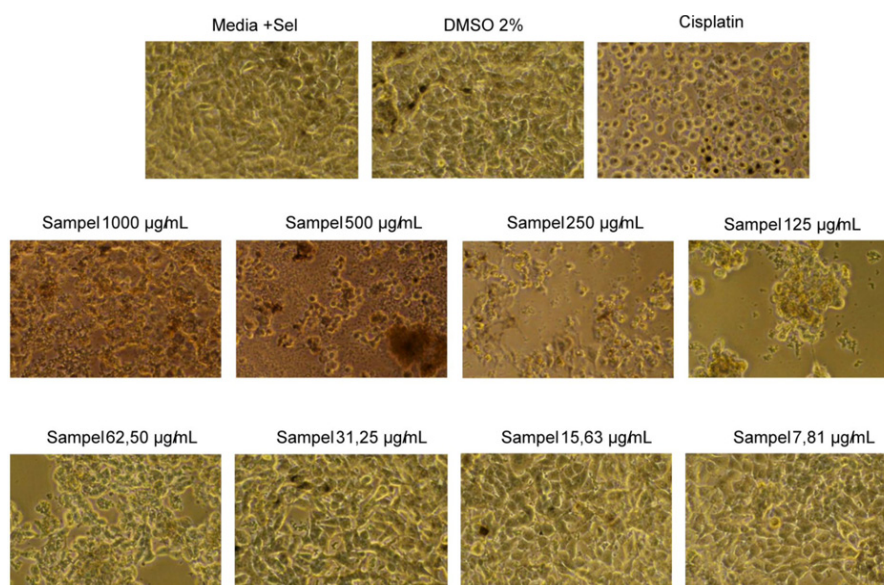 Media +Sel
DMSO 2%
Cisplatin
Sampel 1000 µg/mL
Sampel 500 µg/mL
Sampel 250 µg/mL
Sampel 125 µg/mL
Sampel 62,50 µg/mL
Sampel 31,25 µg/mL
Sampel 15,63 µg/mL
Sampel 7,81 µg/mL